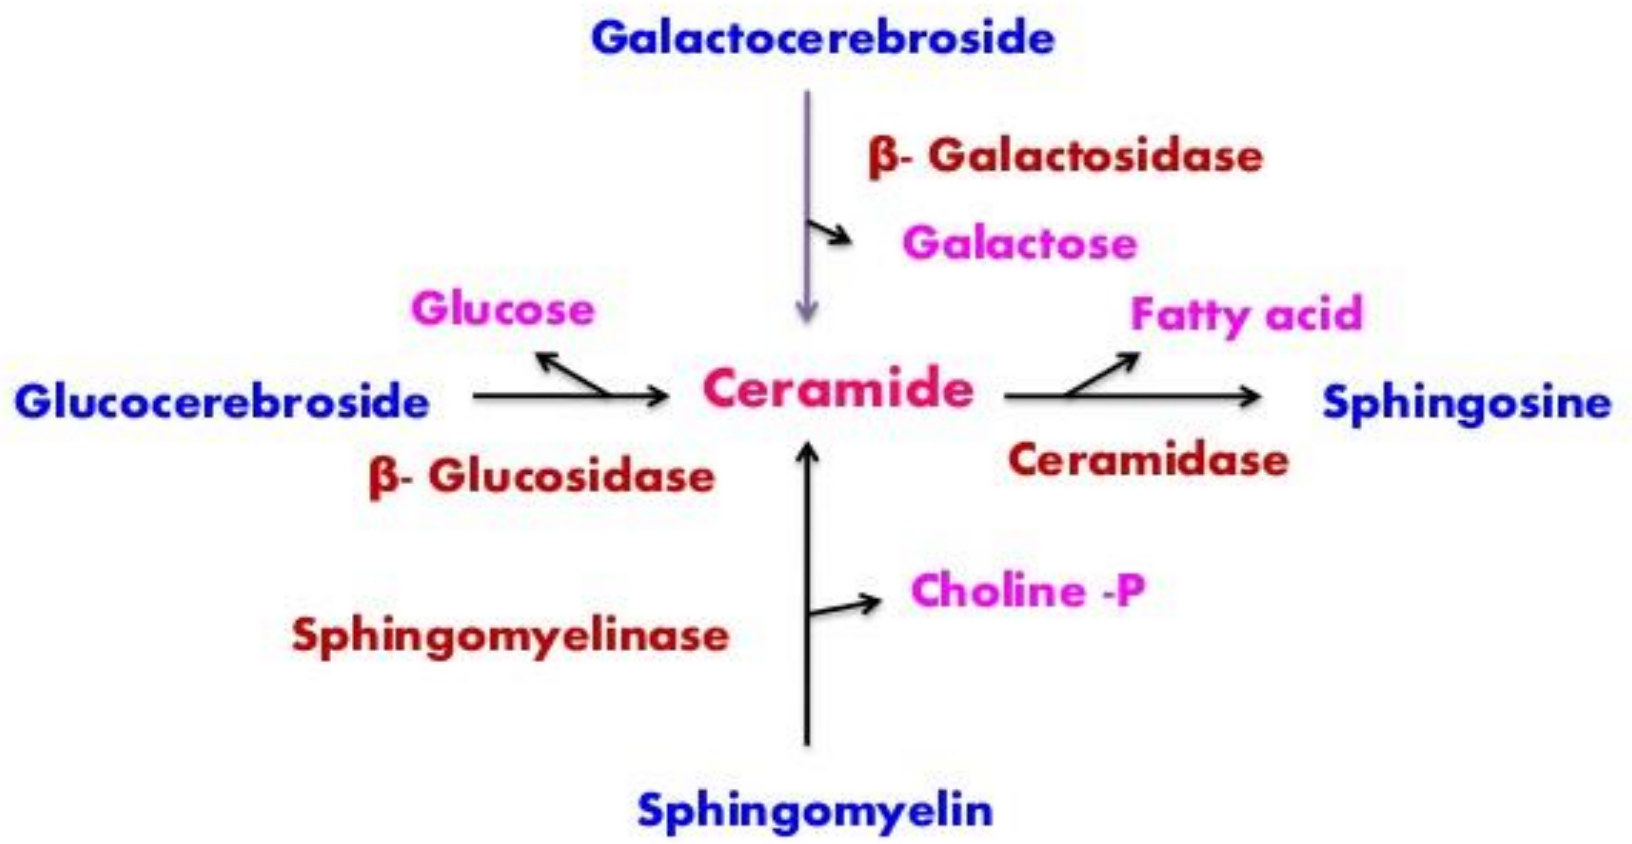 Galactocerebroside
β- Galactosidase
Galactose
Glucose
Fatty acid
Glucocerebroside
Ceramide
Sphingosine
β- Glucosidase
Ceramidase
Choline -P
Sphingomyelinase
Sphingomyelin